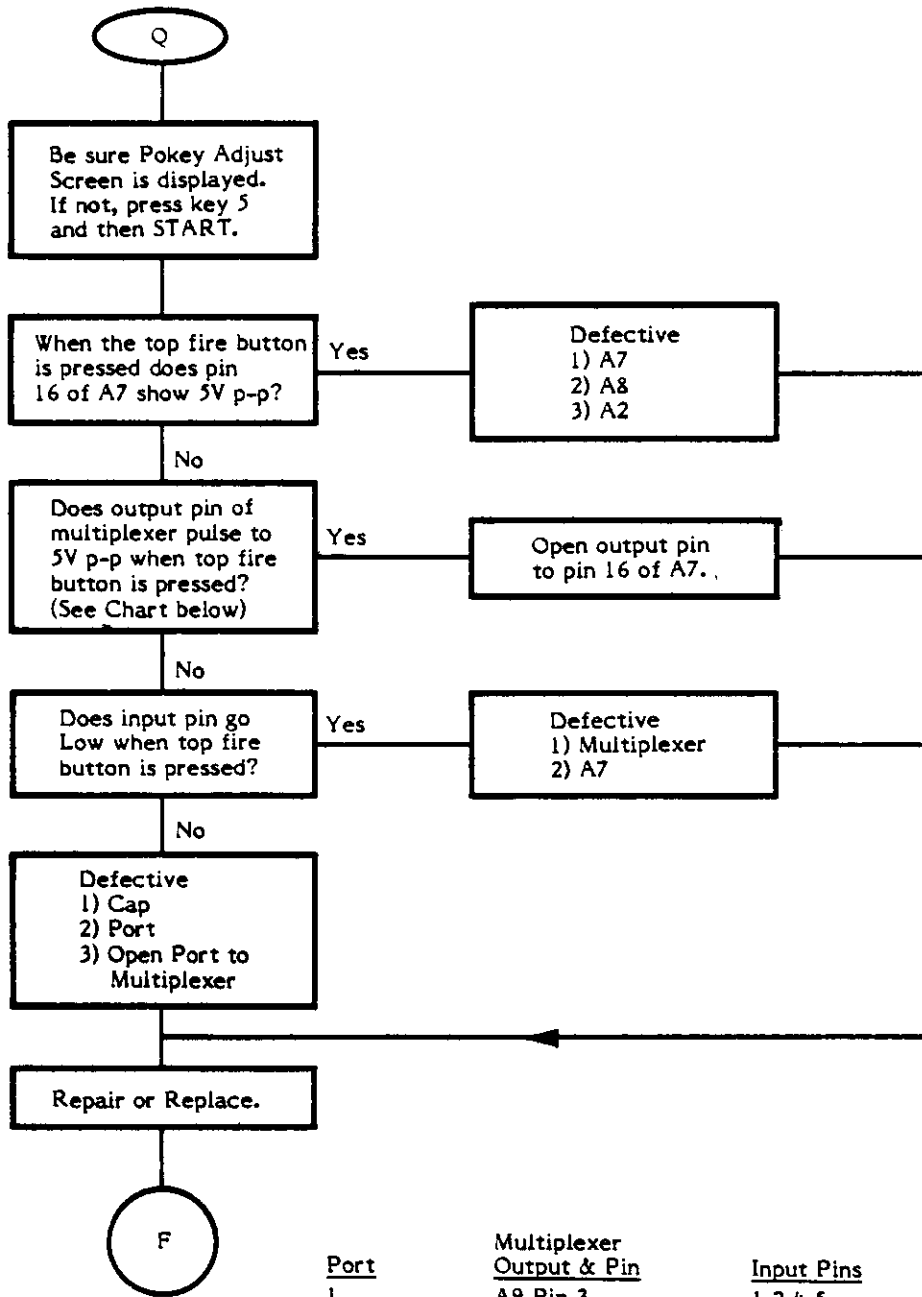 Q
Be sure Pokey Adjust
Screen is displayed.
If not, press key 5
and then START.
When the top fire button
is pressed does pin
16 of A7 show 5V p-p?
Yes
Defective
1) A7
2) A8
3) A2
No
Does output pin of
multiplexer pulse to
5V p-p when top fire
button is pressed?
(See Chart below)
Yes
Open output pin
to pin 16 of A7.
No
Does input pin go
Low when top fire
button is pressed?
Yes
Defective
1) Multiplexer
2) A7
No
Defective
1) Cap
2) Port
3) Open Port to
Multiplexer
Repair or Replace.
F
Port
Multiplexer
Output & Pin
Input Pins
1
A9 Pin 3